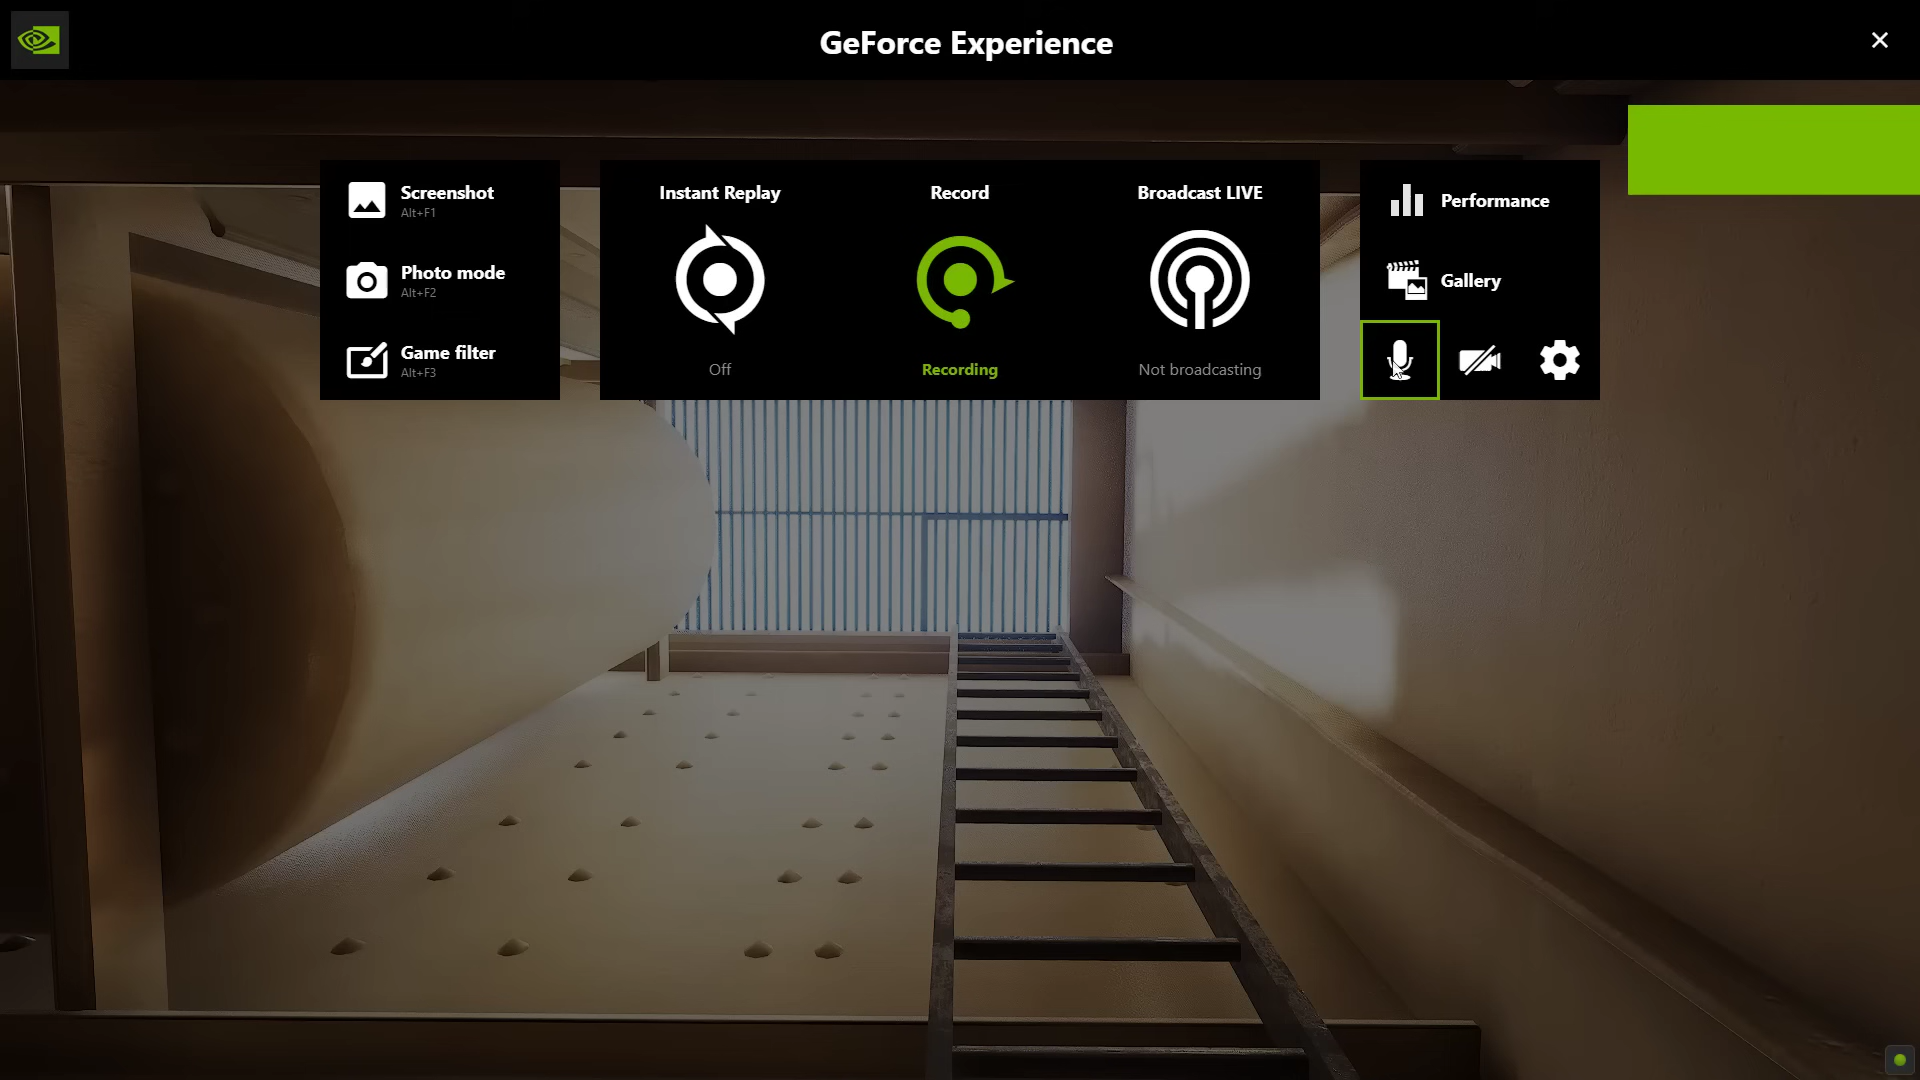 GeForce Experience
Screenshot
Alt+F1
Photo mode
Alt+F2
Game filter
Alt+F3
Instant Replay
Off
Record
Recording
Broadcast LIVE
Not broadcasting
Performance
Gallery